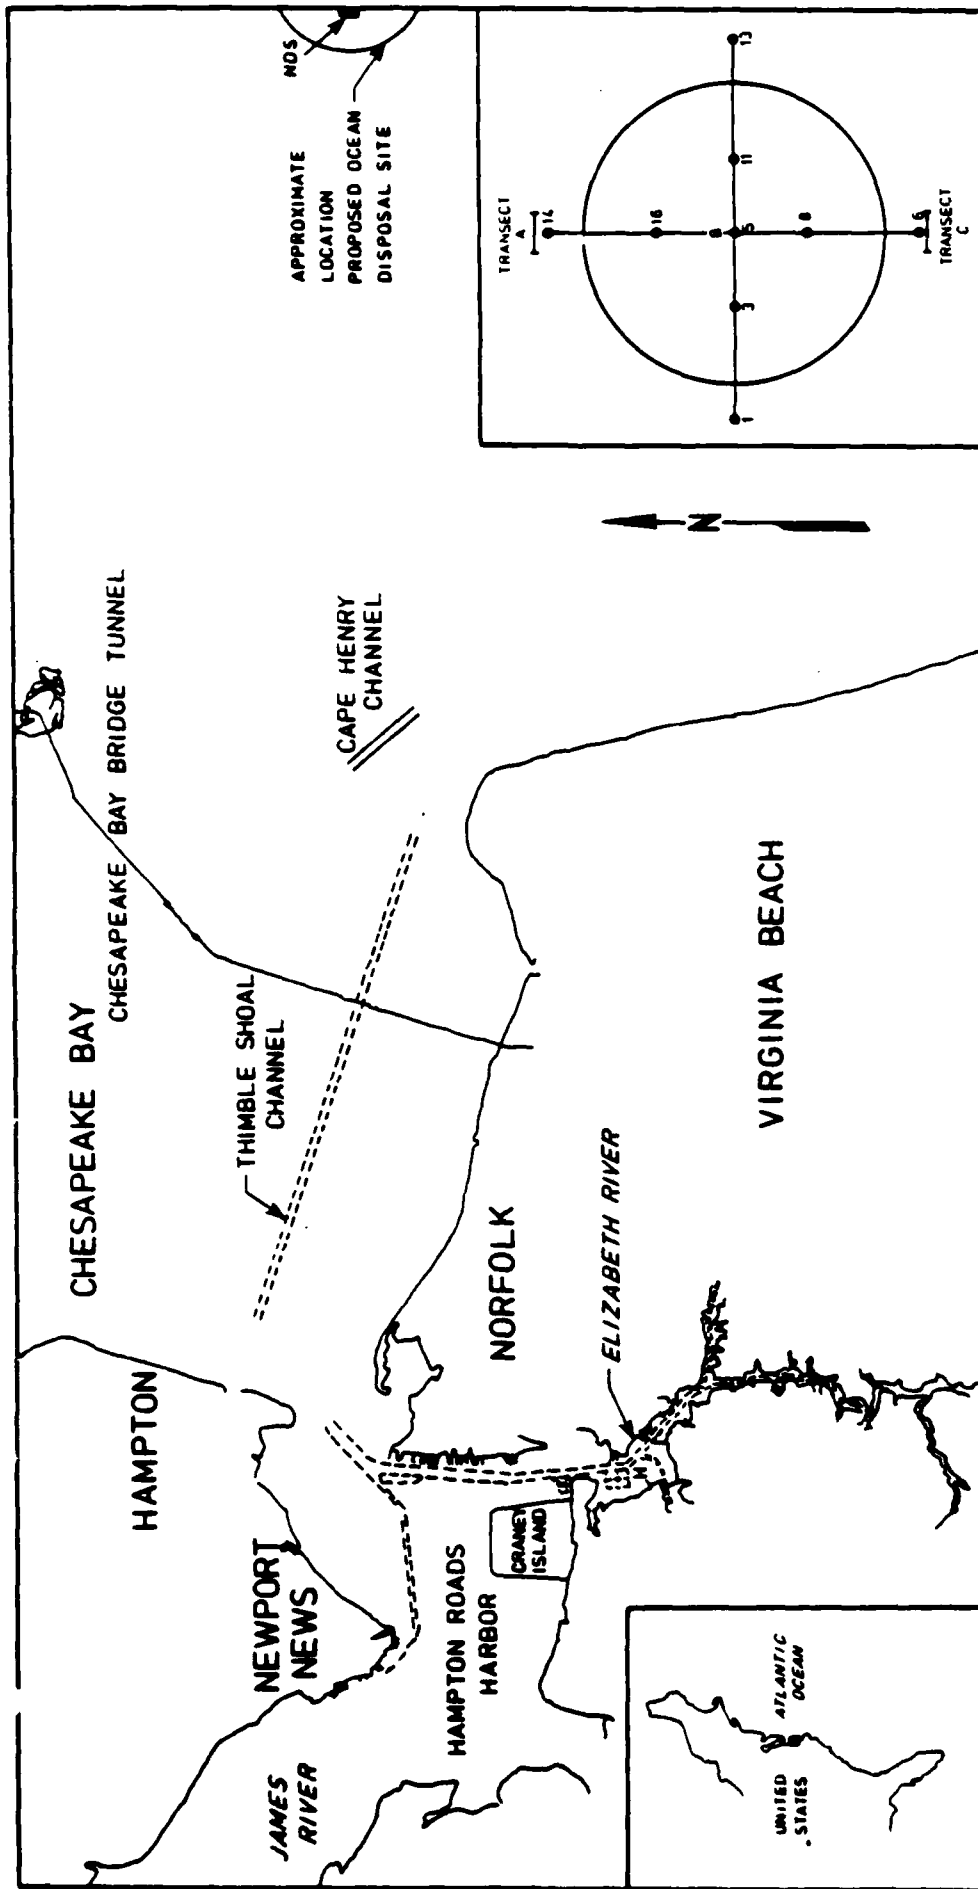 CHESAPEAKE BAY
CHESAPEAKE BAY BRIDGE TUNNEL
HAMPTON
NEWPORT
NEWS
THIMBLE SHOAL
CHANNEL
CAPE HENRY
CHANNEL
NDS
APPROXIMATE
LOCATION
PROPOSED OCEAN
DISPOSAL SITE
JAMES
RIVER
HAMPTON ROADS
HARBOR
CRANEY
ISLAND
NORFOLK
ELIZABETH RIVER
VIRGINIA BEACH
N
UNITED
STATES
ATLANTIC
OCEAN
TRANSECT
A
14
16
B
1
3
5
11
13
8
6
TRANSECT
C